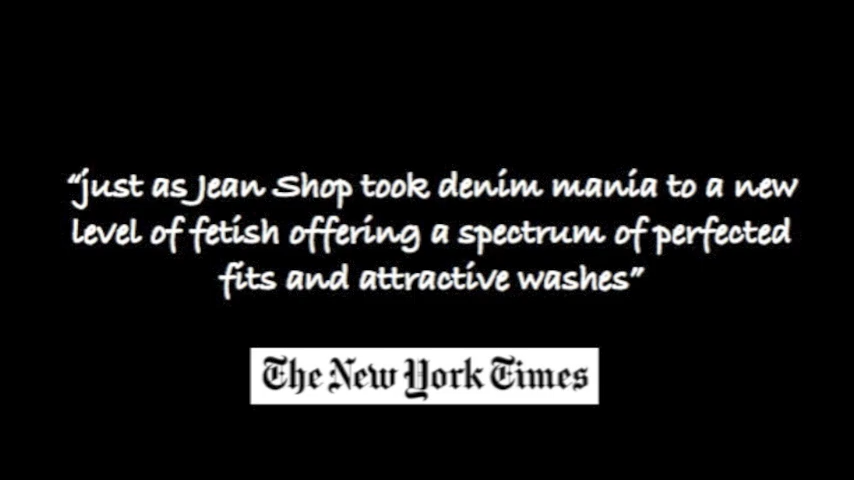 “just as Jean Shop took denim mania to a new
level of fetish offering a spectrum of perfected
fits and attractive washes”
The New York Times